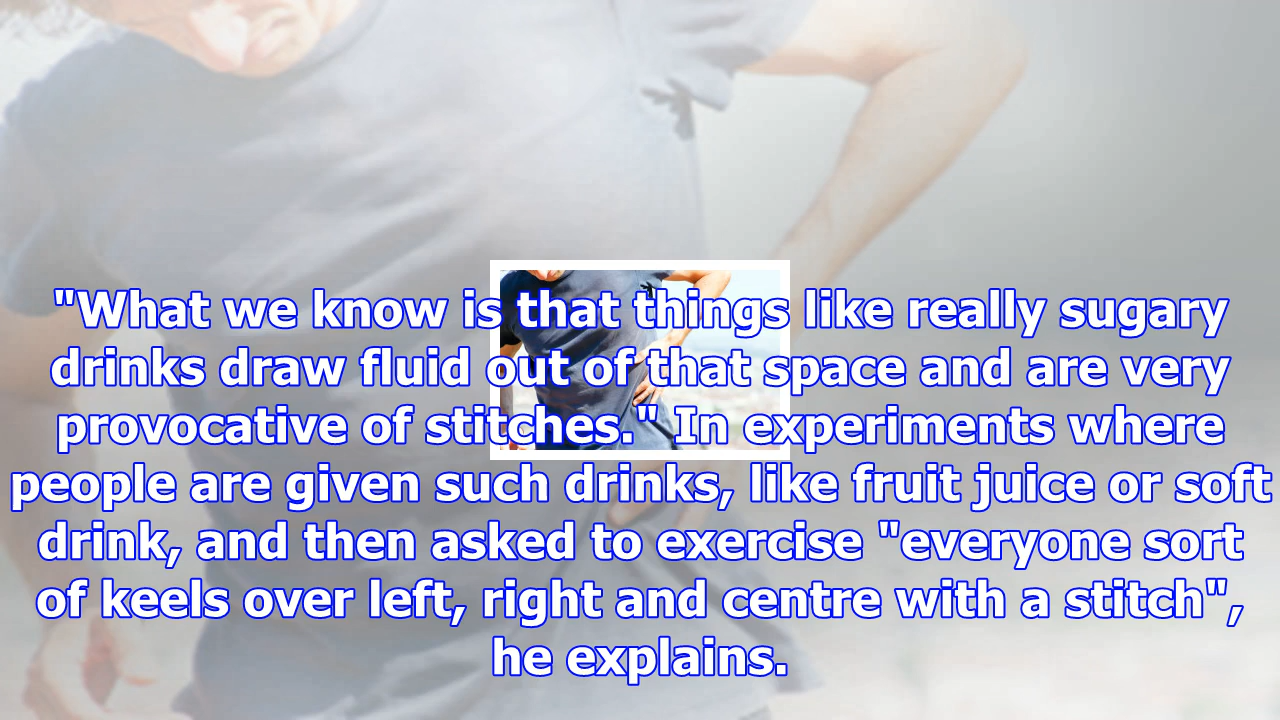 "What we know is that things like really sugary
drinks draw fluid out of that space and are very
provocative of stitches." In experiments where
people are given such drinks, like fruit juice or soft
drink, and then asked to exercise "everyone sort
of keels over left, right and centre with a stitch",
he explains.